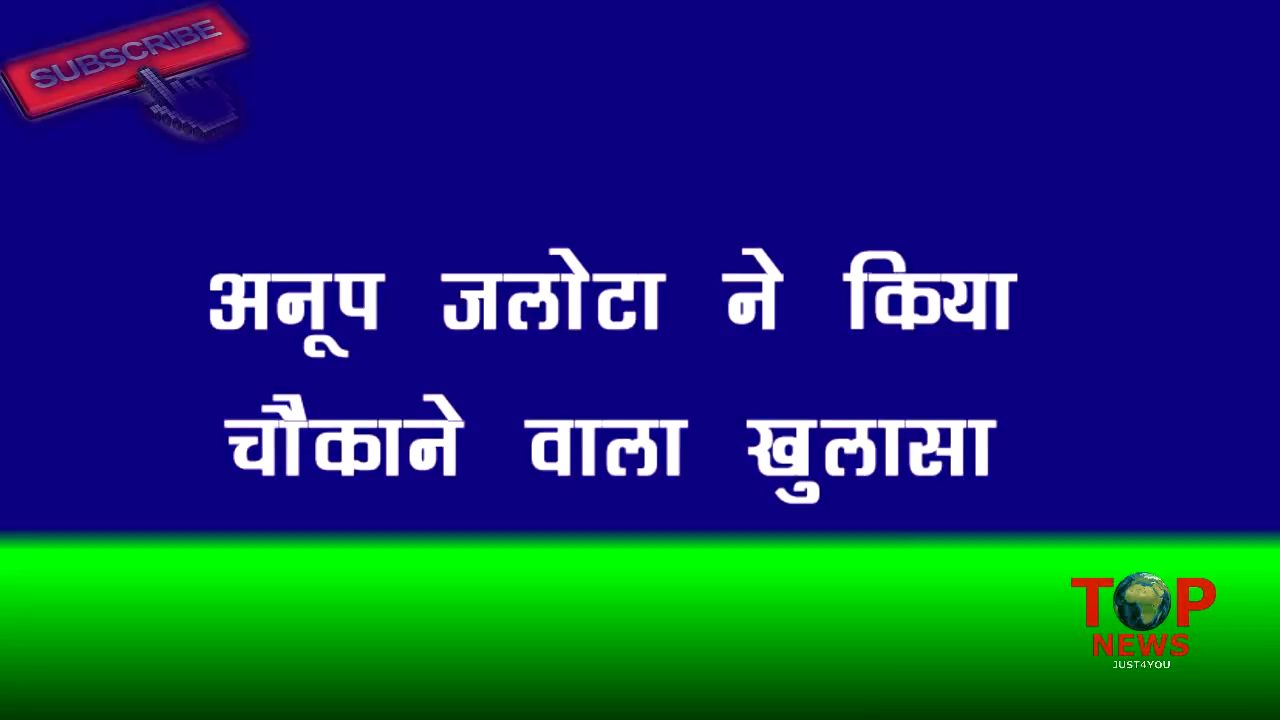 SUBSCRIBE
अनूप जलोटा ने किया
चौकाने वाला खुलासा
TOP
NEWS
JUST4YOU